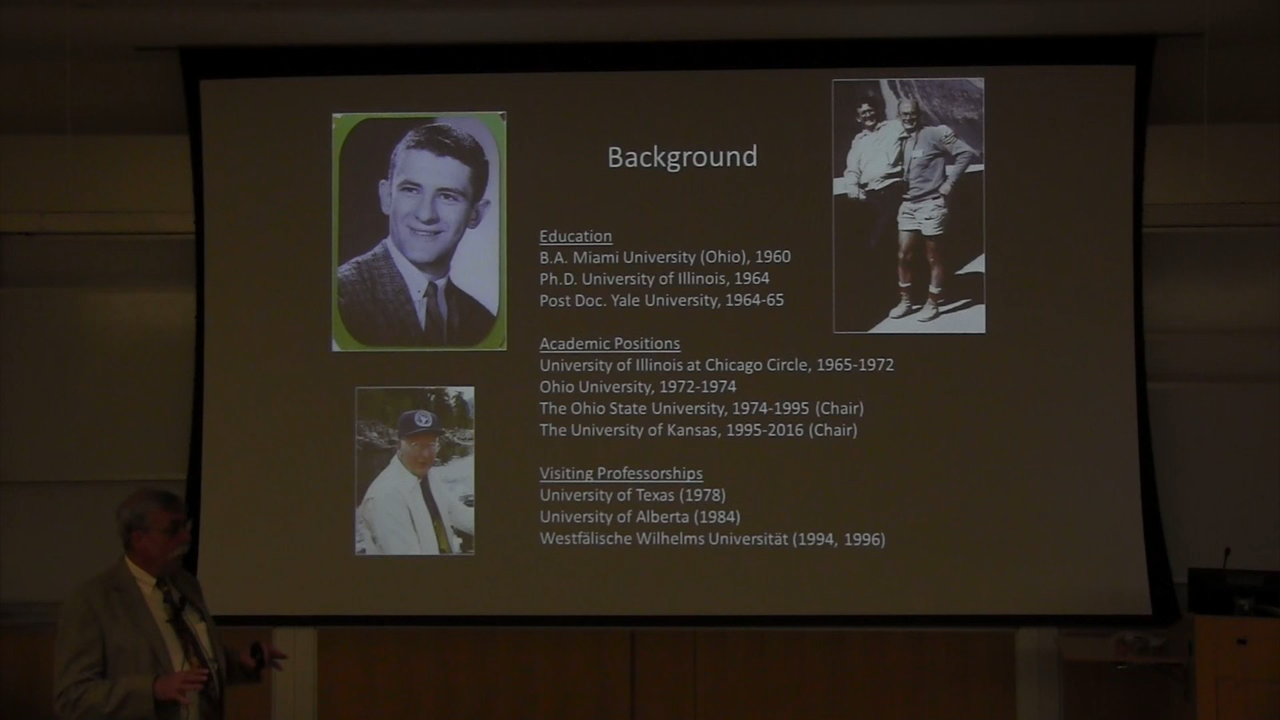 Background
Education
B.A. Miami University (Ohio), 1960
Ph.D. University of Illinois, 1964
Post Doc. Yale University, 1964-65
Academic Positions
University of Illinois at Chicago Circle, 1965-1972
Ohio University, 1972-1974
The Ohio State University, 1974-1995 (Chair)
The University of Kansas, 1995-2016 (Chair)
Visiting Professorships
University of Texas (1978)
University of Alberta (1984)
Westfälische Wilhelms Universität (1994, 1996)